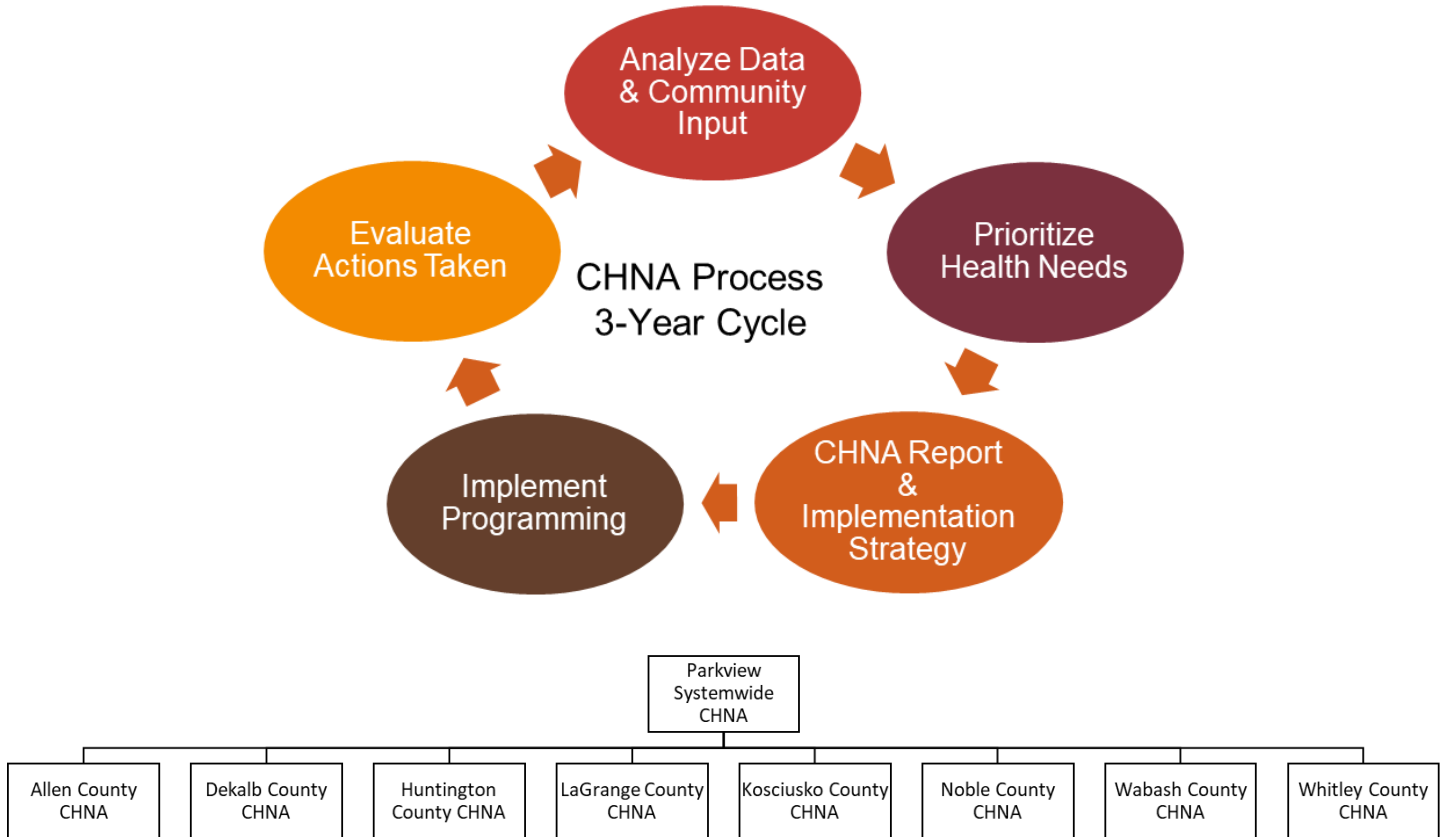 Analyze Data
& Community
Input
Evaluate
Actions Taken
Prioritize
Health Needs
CHNA Process
3-Year Cycle
Implement
Programming
CHNA Report
&
Implementation
Strategy
Parkview
Systemwide
CHNA
Allen County
CHNA
Dekalb County
CHNA
Huntington
County CHNA
LaGrange County
CHNA
Kosciusko County
CHNA
Noble County
CHNA
Wabash County
CHNA
Whitley County
CHNA